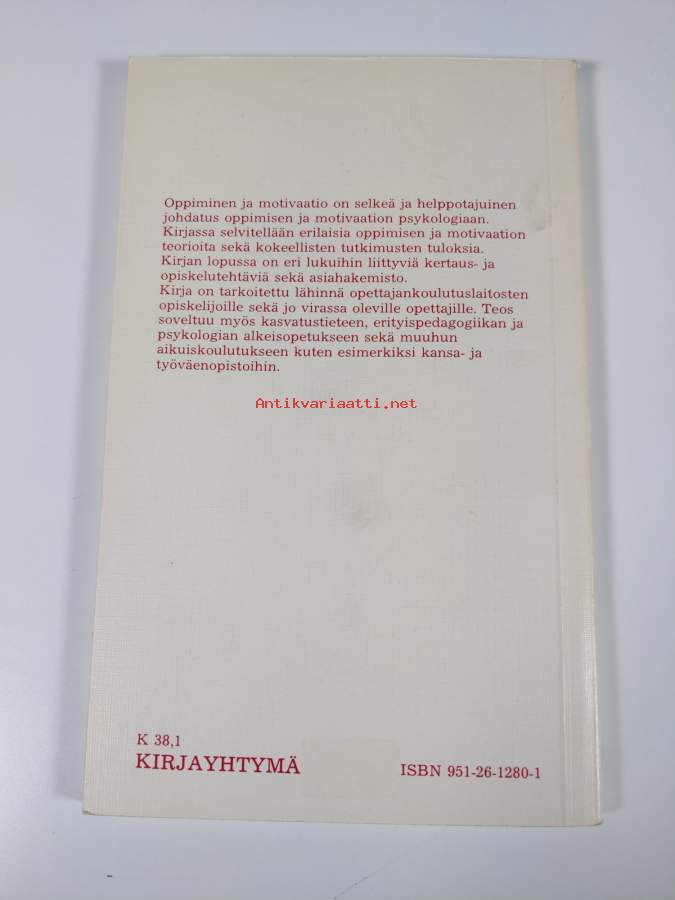 Oppiminen ja motivaatio on selkeä ja helppotajuinen
johdatus oppimisen ja motivaation psykologiaan.
Kirjassa selvitellään erilaisia oppimisen ja motivaation
teorioita sekä kokeellisten tutkimusten tuloksia.
Kirjan lopussa on eri lukuihin liittyviä kertaus- ja
opiskelutehtäviä sekä asiahakemisto.
Kirja on tarkoitettu lähinnä opettajankoulutuslaitosten
opiskelijoille sekä jo virassa oleville opettajille. Teos
soveltuu myös kasvatustieteen, erityispedagogiikan ja
psykologian alkeisopetukseen sekä muuhun
aikuiskoulutukseen kuten esimerkiksi kansa- ja
työväenopistoihin.
Antikvariaatti.net
K 38,1
KIRJAYHTYMÄ
ISBN 951-26-1280-1